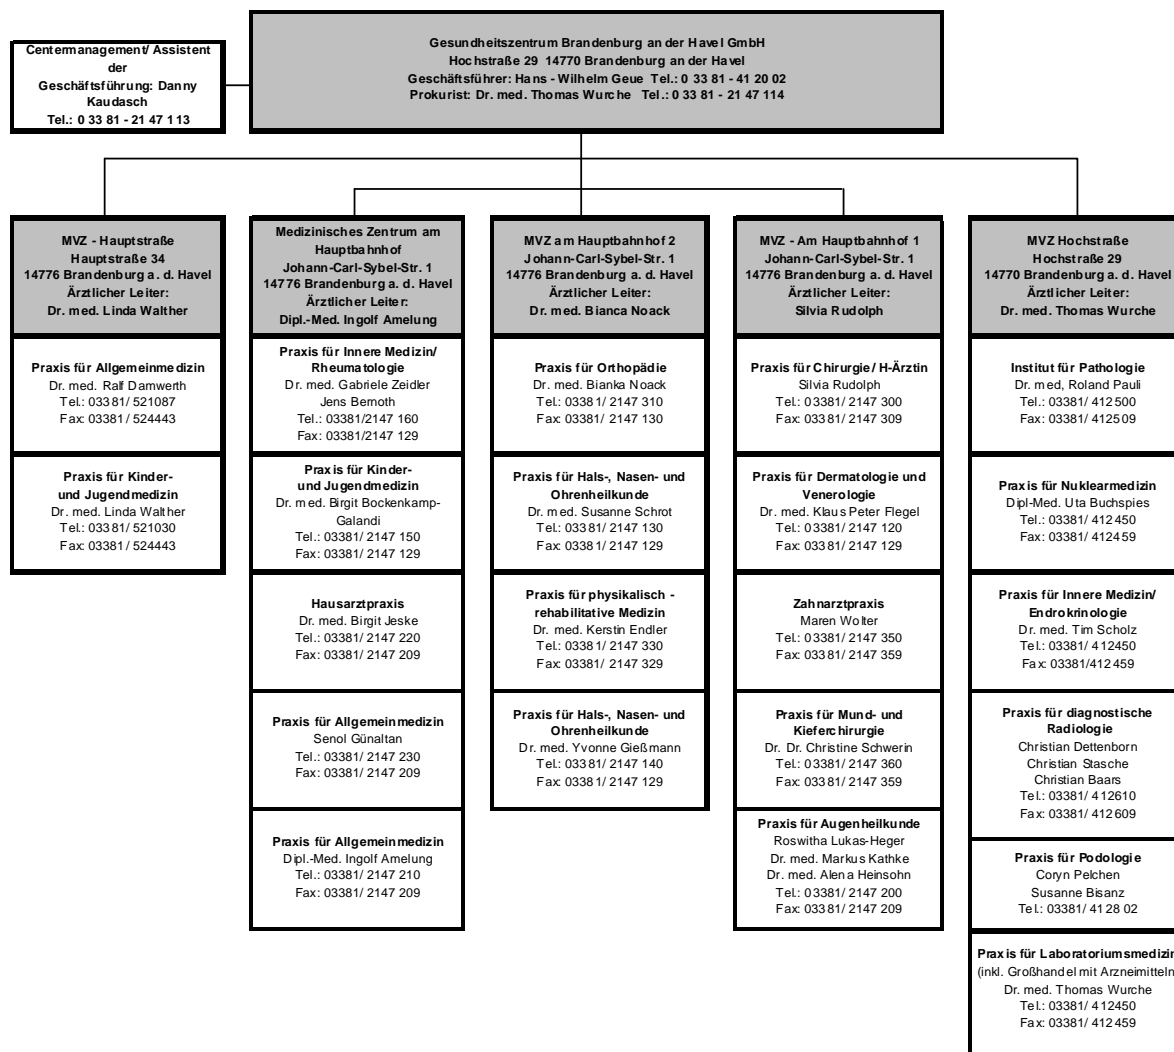 Centermanagement/ Assistent
der
Geschäftsführung: Danny
Kaudasch
Tel.: 0 33 81 - 21 47 113
Gesundheitszentrum Brandenburg an der Havel GmbH
Hochstraße 29 14770 Brandenburg an der Havel
Geschäftsführer: Hans - Wilhelm Geue Tel.: 0 33 81 - 41 20 02
Prokurist: Dr. med. Thomas Wurche Tel.: 0 33 81 - 21 47 114
MVZ - Hauptstraße
Hauptstraße 34
14776 Brandenburg a. d. Havel
Ärztlicher Leiter:
Dr. med. Linda Walther
Praxis für Allgemeinmedizin
Dr. med. Ralf Damwerth
Tel.: 03381/ 521087
Fax: 03381/ 524443
Praxis für Kinder-
und Jugendmedizin
Dr. med. Linda Walther
Tel.: 03381/ 521030
Fax: 03381/ 524443
Medizinisches Zentrum am
Hauptbahnhof
Johann-Carl-Sybel-Str. 1
14776 Brandenburg a. d. Havel
Ärztlicher Leiter:
Dipl.-Med. Ingolf Amelung
Praxis für Innere Medizin/
Rheumatologie
Dr. med. Gabriele Zeidler
Jens Bernoth
Tel.: 03381/2147 160
Fax: 03381/2147 129
Praxis für Kinder-
und Jugendmedizin
Dr. med. Birgit Bockenkamp-
Galandi
Tel.: 03381/ 2147 150
Fax: 03381/ 2147 129
Hausarztpraxis
Dr. med. Birgit Jeske
Tel.: 03381/ 2147 220
Fax: 03381/ 2147 209
Praxis für Allgemeinmedizin
Senol Günaltan
Tel.: 03381/ 2147 230
Fax: 03381/ 2147 209
Praxis für Allgemeinmedizin
Dipl.-Med. Ingolf Amelung
Tel.: 03381/ 2147 210
Fax: 03381/ 2147 209
MVZ am Hauptbahnhof 2
Johann-Carl-Sybel-Str. 1
14776 Brandenburg a. d. Havel
Ärztlicher Leiter:
Dr. med. Bianca Noack
Praxis für Orthopädie
Dr. med. Bianka Noack
Tel.: 03381/ 2147 310
Fax: 03381/ 2147 130
Praxis für Hals-, Nasen- und
Ohrenheilkunde
Dr. med. Susanne Schrot
Tel.: 03381/ 2147 130
Fax: 03381/ 2147 129
Praxis für physikalisch -
rehabilitative Medizin
Dr. med. Kerstin Endler
Tel.: 03381/ 2147 330
Fax: 03381/ 2147 329
Praxis für Hals-, Nasen- und
Ohrenheilkunde
Dr. med. Yvonne Gießmann
Tel.: 03381/ 2147 140
Fax: 03381/ 2147 129
MVZ - Am Hauptbahnhof 1
Johann-Carl-Sybel-Str. 1
14776 Brandenburg a. d. Havel
Ärztlicher Leiter:
Silvia Rudolph
Praxis für Chirurgie/ H-Ärztin
Silvia Rudolph
Tel.: 03381/ 2147 300
Fax: 03381/ 2147 309
Praxis für Dermatologie und
Venerologie
Dr. med. Klaus Peter Flegel
Tel.: 03381/ 2147 120
Fax: 03381/ 2147 129
Zahnarztpraxis
Maren Wolter
Tel.: 03381/ 2147 350
Fax: 03381/ 2147 359
Praxis für Mund- und
Kieferchirurgie
Dr. Dr. Christine Schwerin
Tel.: 03381/ 2147 360
Fax: 03381/ 2147 359
Praxis für Augenheilkunde
Roswitha Lukas-Heger
Dr. med. Markus Kathke
Dr. med. Alena Heinsohn
Tel.: 03381/ 2147 200
Fax: 03381/ 2147 209
MVZ Hochstraße
Hochstraße 29
14770 Brandenburg a. d. Havel
Ärztlicher Leiter:
Dr. med. Thomas Wurche
Institut für Pathologie
Dr. med, Roland Pauli
Tel.: 03381/ 412500
Fax: 03381/ 412509
Praxis für Nuklearmedizin
Dipl-Med. Uta Buchspies
Tel.: 03381/ 412450
Fax: 03381/ 412459
Praxis für Innere Medizin/
Endrokrinologie
Dr. med. Tim Scholz
Tel.: 03381/ 412450
Fax: 03381/412459
Praxis für diagnostische
Radiologie
Christian Dettenborn
Christian Stasche
Christian Baars
Tel.: 03381/ 412610
Fax: 03381/ 412609
Praxis für Podologie
Coryn Pelchen
Susanne Bisanz
Tel.: 03381/ 41 28 02
Praxis für Laboratoriumsmedizin
(inkl. Großhandel mit Arzneimitteln
Dr. med. Thomas Wurche
Tel.: 03381/ 412450
Fax: 03381/ 412459